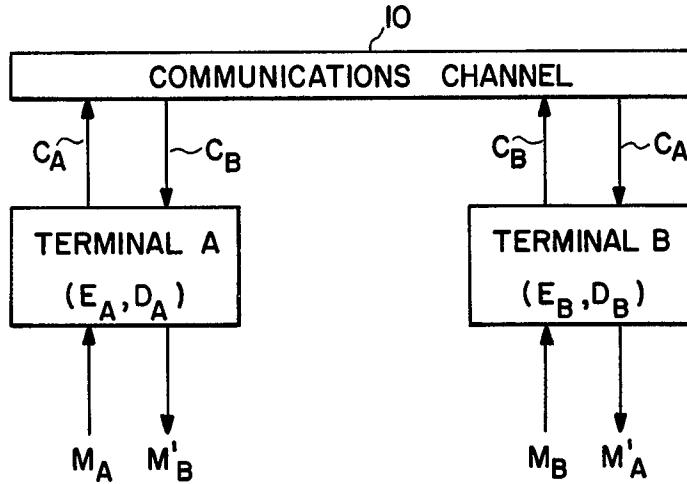 10
COMMUNICATIONS CHANNEL
C_A C_B C_B C_A
TERMINAL A TERMINAL B
(E_A, D_A) (E_B, D_B)
M_A M'_B M_B M'_A